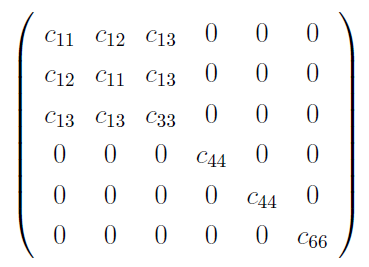 c11 c12 c13 0 0 0
c12 c11 c13 0 0 0
c13 c13 c33 0 0 0
0 0 0 c44 0 0
0 0 0 0 c44 0
0 0 0 0 0 c66